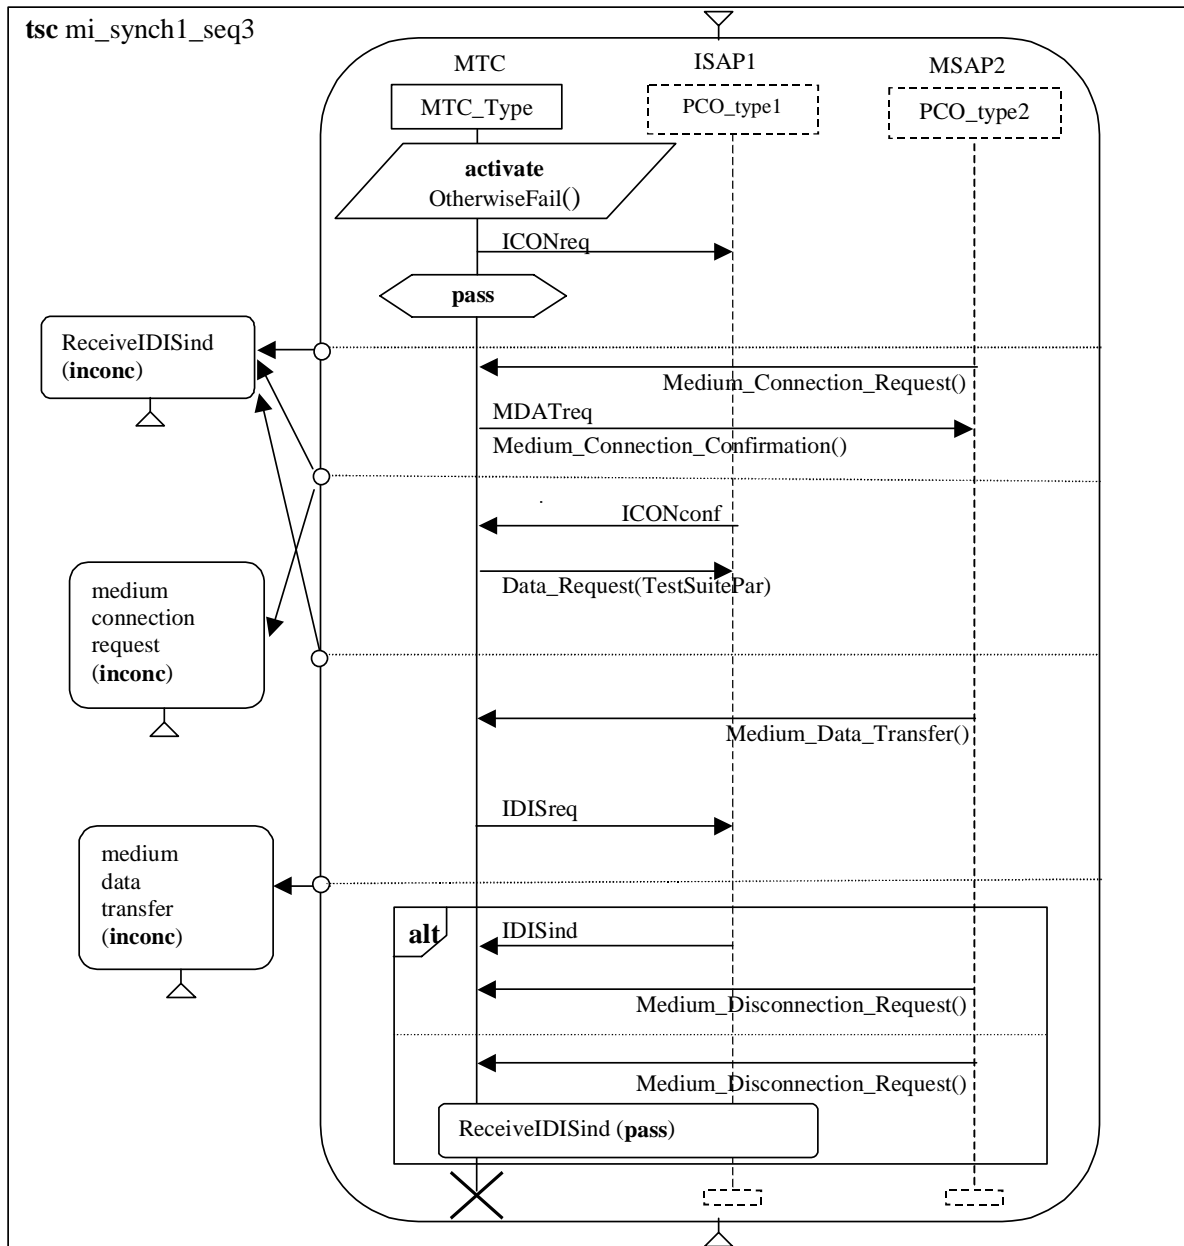 tsc mi_synch1_seq3
MTC
ISAP1
MSAP2
MTC_Type
PCO_type1
PCO_type2
activate
OtherwiseFail()
ICONreq
pass
ReceiveIDISind
(inconc)
Medium_Connection_Request()
MDATreq
Medium_Connection_Confirmation()
ICONconf
Data_Request(TestSuitePar)
medium
connection
request
(inconc)
Medium_Data_Transfer()
IDISreq
medium
data
transfer
(inconc)
alt
IDISind
Medium_Disconnection_Request()
Medium_Disconnection_Request()
ReceiveIDISind (pass)